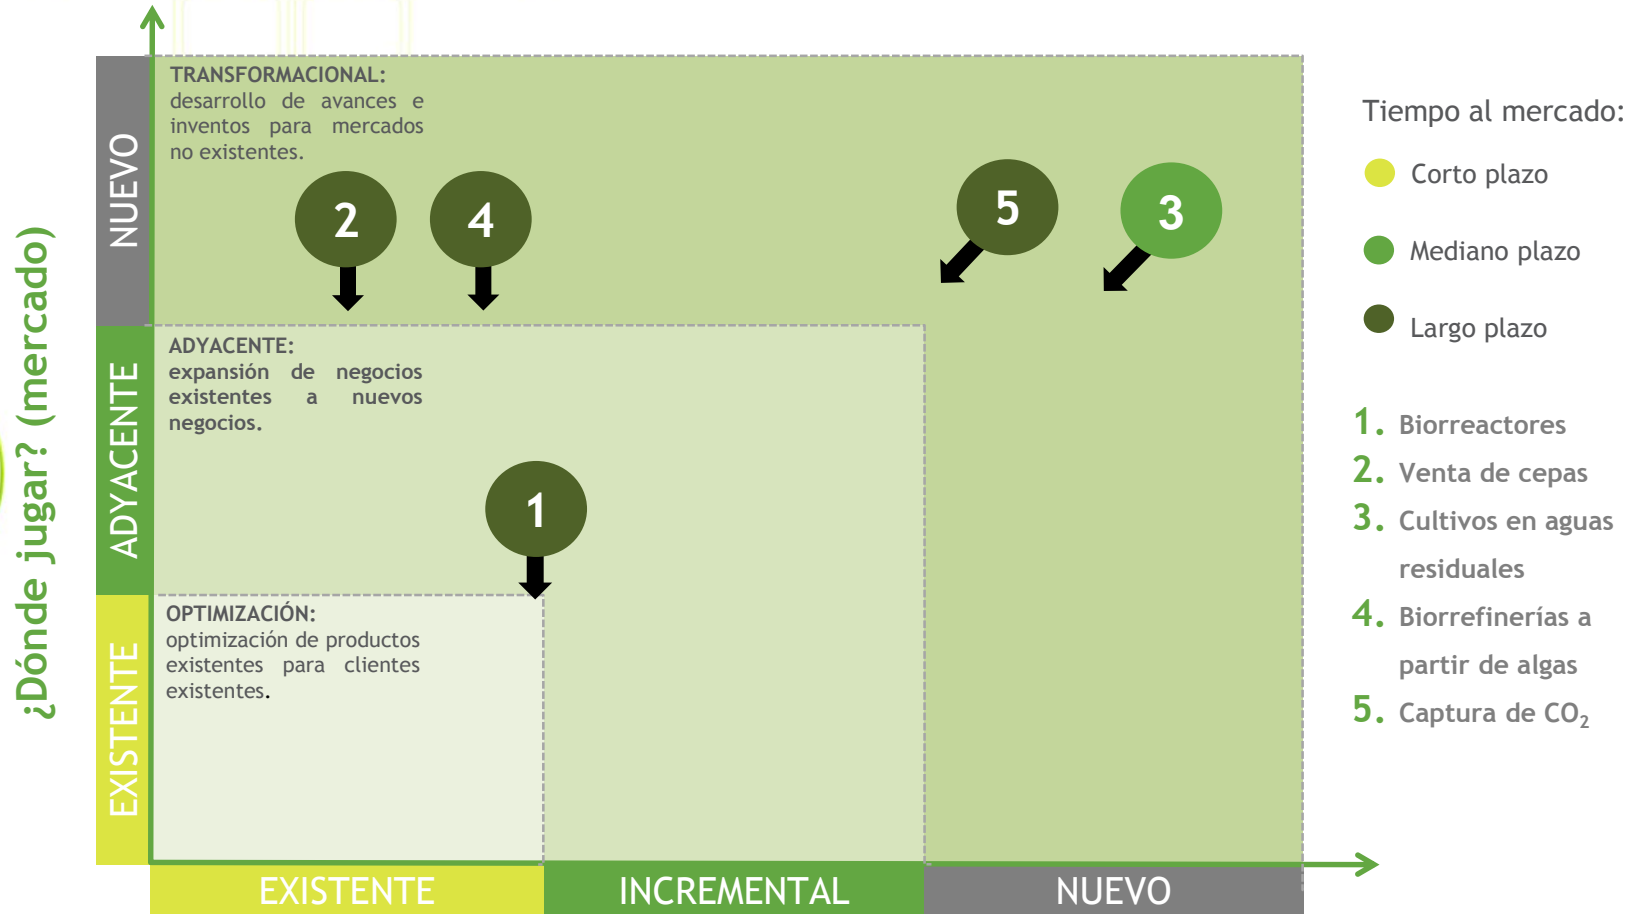 ¿Dónde jugar? (mercado)
NUEVO
ADYACENTE
EXISTENTE
TRANSFORMACIONAL:
desarrollo de avances e
inventos para mercados
no existentes.
2
4
5
3
ADYACENTE:
expansión de negocios
existentes a nuevos
negocios.
1
OPTIMIZACIÓN:
optimización de productos
existentes para clientes
existentes.
EXISTENTE
INCREMENTAL
NUEVO
Tiempo al mercado:
Corto plazo
Mediano plazo
Largo plazo
1. Biorreactores
2. Venta de cepas
3. Cultivos en aguas
residuales
4. Biorrefinerías a
partir de algas
5. Captura de CO₂